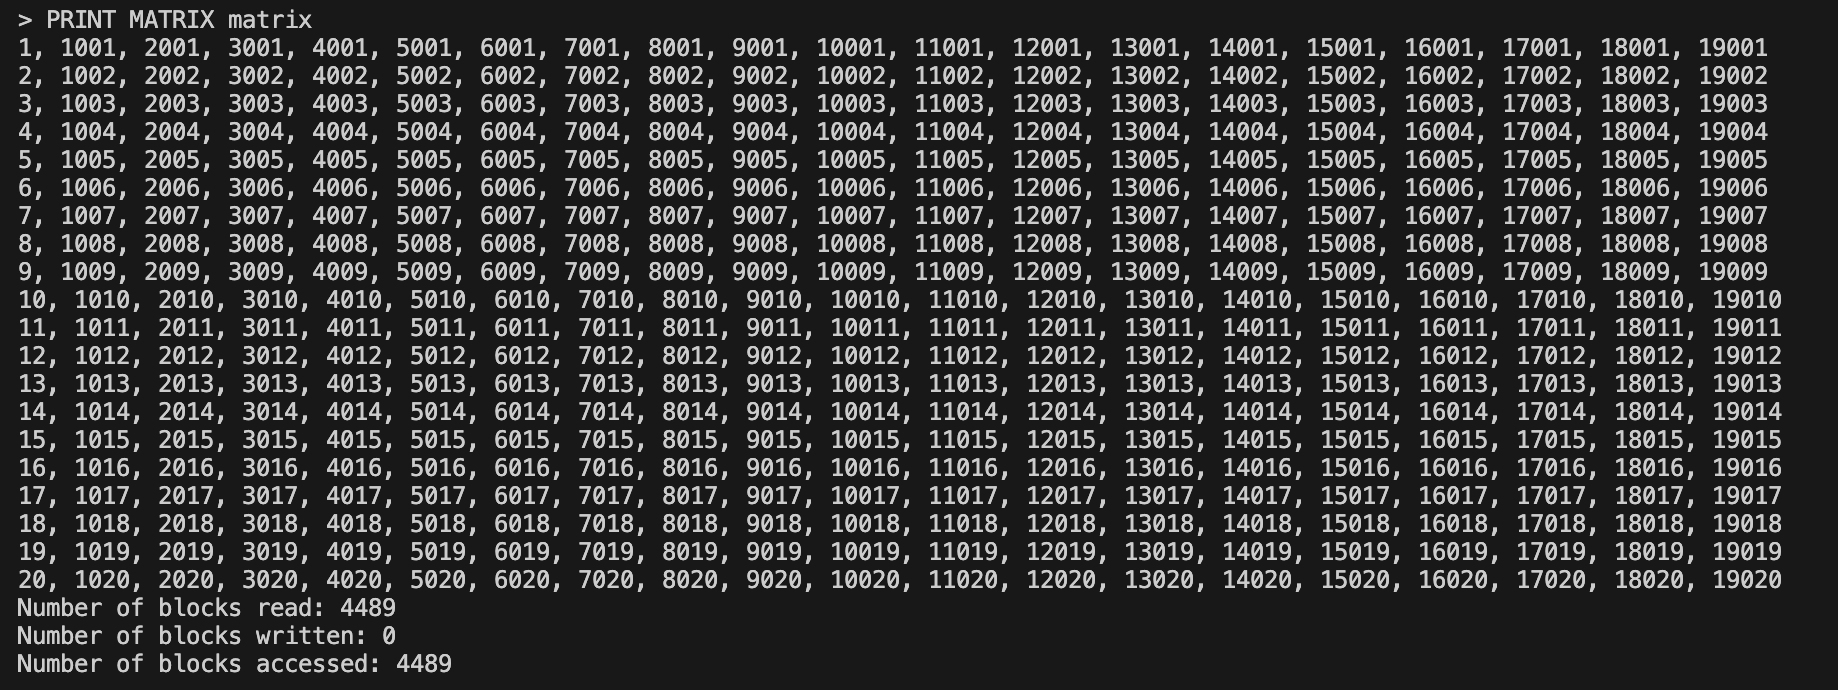 > PRINT MATRIX matrix
1, 1001, 2001, 3001, 4001, 5001, 6001, 7001, 8001, 9001, 10001, 11001, 12001, 13001, 14001, 15001, 16001, 17001, 18001, 19001
2, 1002, 2002, 3002, 4002, 5002, 6002, 7002, 8002, 9002, 10002, 11002, 12002, 13002, 14002, 15002, 16002, 17002, 18002, 19002
3, 1003, 2003, 3003, 4003, 5003, 6003, 7003, 8003, 9003, 10003, 11003, 12003, 13003, 14003, 15003, 16003, 17003, 18003, 19003
4, 1004, 2004, 3004, 4004, 5004, 6004, 7004, 8004, 9004, 10004, 11004, 12004, 13004, 14004, 15004, 16004, 17004, 18004, 19004
5, 1005, 2005, 3005, 4005, 5005, 6005, 7005, 8005, 9005, 10005, 11005, 12005, 13005, 14005, 15005, 16005, 17005, 18005, 19005
6, 1006, 2006, 3006, 4006, 5006, 6006, 7006, 8006, 9006, 10006, 11006, 12006, 13006, 14006, 15006, 16006, 17006, 18006, 19006
7, 1007, 2007, 3007, 4007, 5007, 6007, 7007, 8007, 9007, 10007, 11007, 12007, 13007, 14007, 15007, 16007, 17007, 18007, 19007
8, 1008, 2008, 3008, 4008, 5008, 6008, 7008, 8008, 9008, 10008, 11008, 12008, 13008, 14008, 15008, 16008, 17008, 18008, 19008
9, 1009, 2009, 3009, 4009, 5009, 6009, 7009, 8009, 9009, 10009, 11009, 12009, 13009, 14009, 15009, 16009, 17009, 18009, 19009
10, 1010, 2010, 3010, 4010, 5010, 6010, 7010, 8010, 9010, 10010, 11010, 12010, 13010, 14010, 15010, 16010, 17010, 18010, 19010
11, 1011, 2011, 3011, 4011, 5011, 6011, 7011, 8011, 9011, 10011, 11011, 12011, 13011, 14011, 15011, 16011, 17011, 18011, 19011
12, 1012, 2012, 3012, 4012, 5012, 6012, 7012, 8012, 9012, 10012, 11012, 12012, 13012, 14012, 15012, 16012, 17012, 18012, 19012
13, 1013, 2013, 3013, 4013, 5013, 6013, 7013, 8013, 9013, 10013, 11013, 12013, 13013, 14013, 15013, 16013, 17013, 18013, 19013
14, 1014, 2014, 3014, 4014, 5014, 6014, 7014, 8014, 9014, 10014, 11014, 12014, 13014, 14014, 15014, 16014, 17014, 18014, 19014
15, 1015, 2015, 3015, 4015, 5015, 6015, 7015, 8015, 9015, 10015, 11015, 12015, 13015, 14015, 15015, 16015, 17015, 18015, 19015
16, 1016, 2016, 3016, 4016, 5016, 6016, 7016, 8016, 9016, 10016, 11016, 12016, 13016, 14016, 15016, 16016, 17016, 18016, 19016
17, 1017, 2017, 3017, 4017, 5017, 6017, 7017, 8017, 9017, 10017, 11017, 12017, 13017, 14017, 15017, 16017, 17017, 18017, 19017
18, 1018, 2018, 3018, 4018, 5018, 6018, 7018, 8018, 9018, 10018, 11018, 12018, 13018, 14018, 15018, 16018, 17018, 18018, 19018
19, 1019, 2019, 3019, 4019, 5019, 6019, 7019, 8019, 9019, 10019, 11019, 12019, 13019, 14019, 15019, 16019, 17019, 18019, 19019
20, 1020, 2020, 3020, 4020, 5020, 6020, 7020, 8020, 9020, 10020, 11020, 12020, 13020, 14020, 15020, 16020, 17020, 18020, 19020
Number of blocks read: 4489
Number of blocks written: 0
Number of blocks accessed: 4489